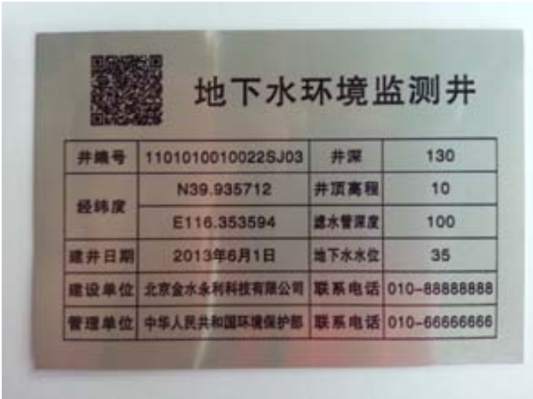 地下水环境监测井
井编号 1101010010022SJ03 井深 130
经纬度 N39.935712 井顶高程 10
E116.353594 滤水管深度 100
建井日期 2013年6月1日 地下水水位 35
建设单位 北京金水永利科技有限公司 联系电话 010-88888888
管理单位 中华人民共和国环境保护部 联系电话 010-66666666